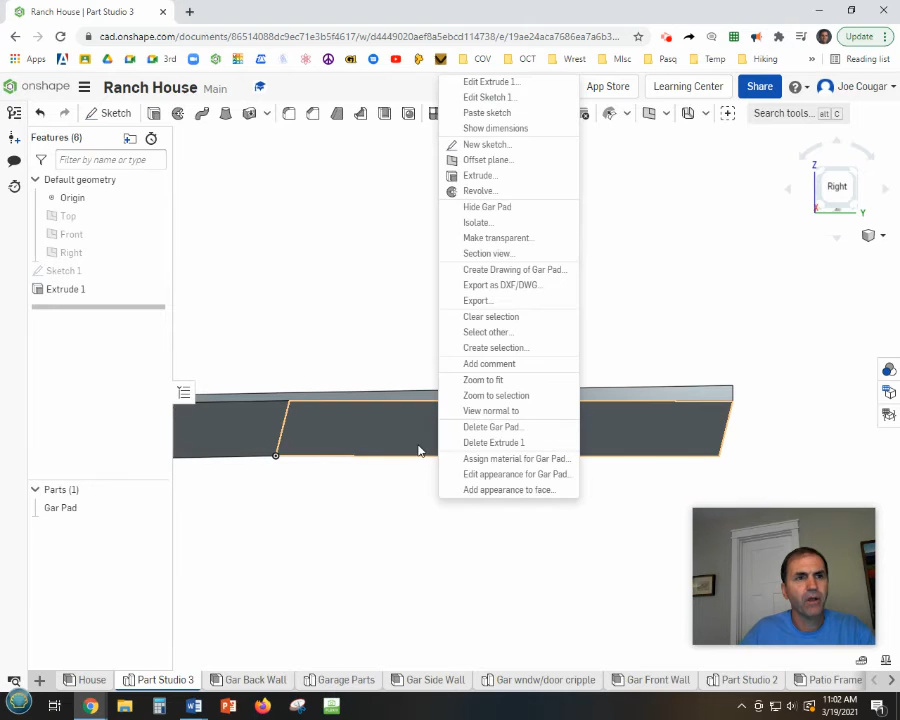 Ranch House | Part Studio 3
cad.onshape.com/documents/86514088dc9ec71e3b5f4617/w/d4449020aef8a5ebcd114738/e/19ae24aca7686ea7a6b3...
Update
Apps
3rd
COV
OCT
Wrest
MIsc
Pasq
Temp
Hiking
Reading list
onshape
Ranch House Main
App Store
Learning Center
Share
Joe Cougar
Sketch
Search tools... alt C
Features (6)
Filter by name or type
Default geometry
Origin
Top
Front
Right
Sketch 1
Extrude 1
Parts (1)
Gar Pad
Edit Extrude 1...
Edit Sketch 1...
Paste sketch
Show dimensions
New sketch...
Offset plane...
Extrude...
Revolve...
Hide Gar Pad
Isolate...
Make transparent...
Section view...
Create Drawing of Gar Pad...
Export as DXF/DWG...
Export...
Clear selection
Select other...
Create selection...
Add comment
Zoom to fit
Zoom to selection
View normal to
Delete Gar Pad...
Delete Extrude 1
Assign material for Gar Pad...
Edit appearance for Gar Pad...
Add appearance to face...
Z
Right
X
Y
House
Part Studio 3
Gar Back Wall
Garage Parts
Gar Side Wall
Gar wndw/door cripple
Gar Front Wall
Part Studio 2
Patio Frame
11:02 AM
3/19/2021